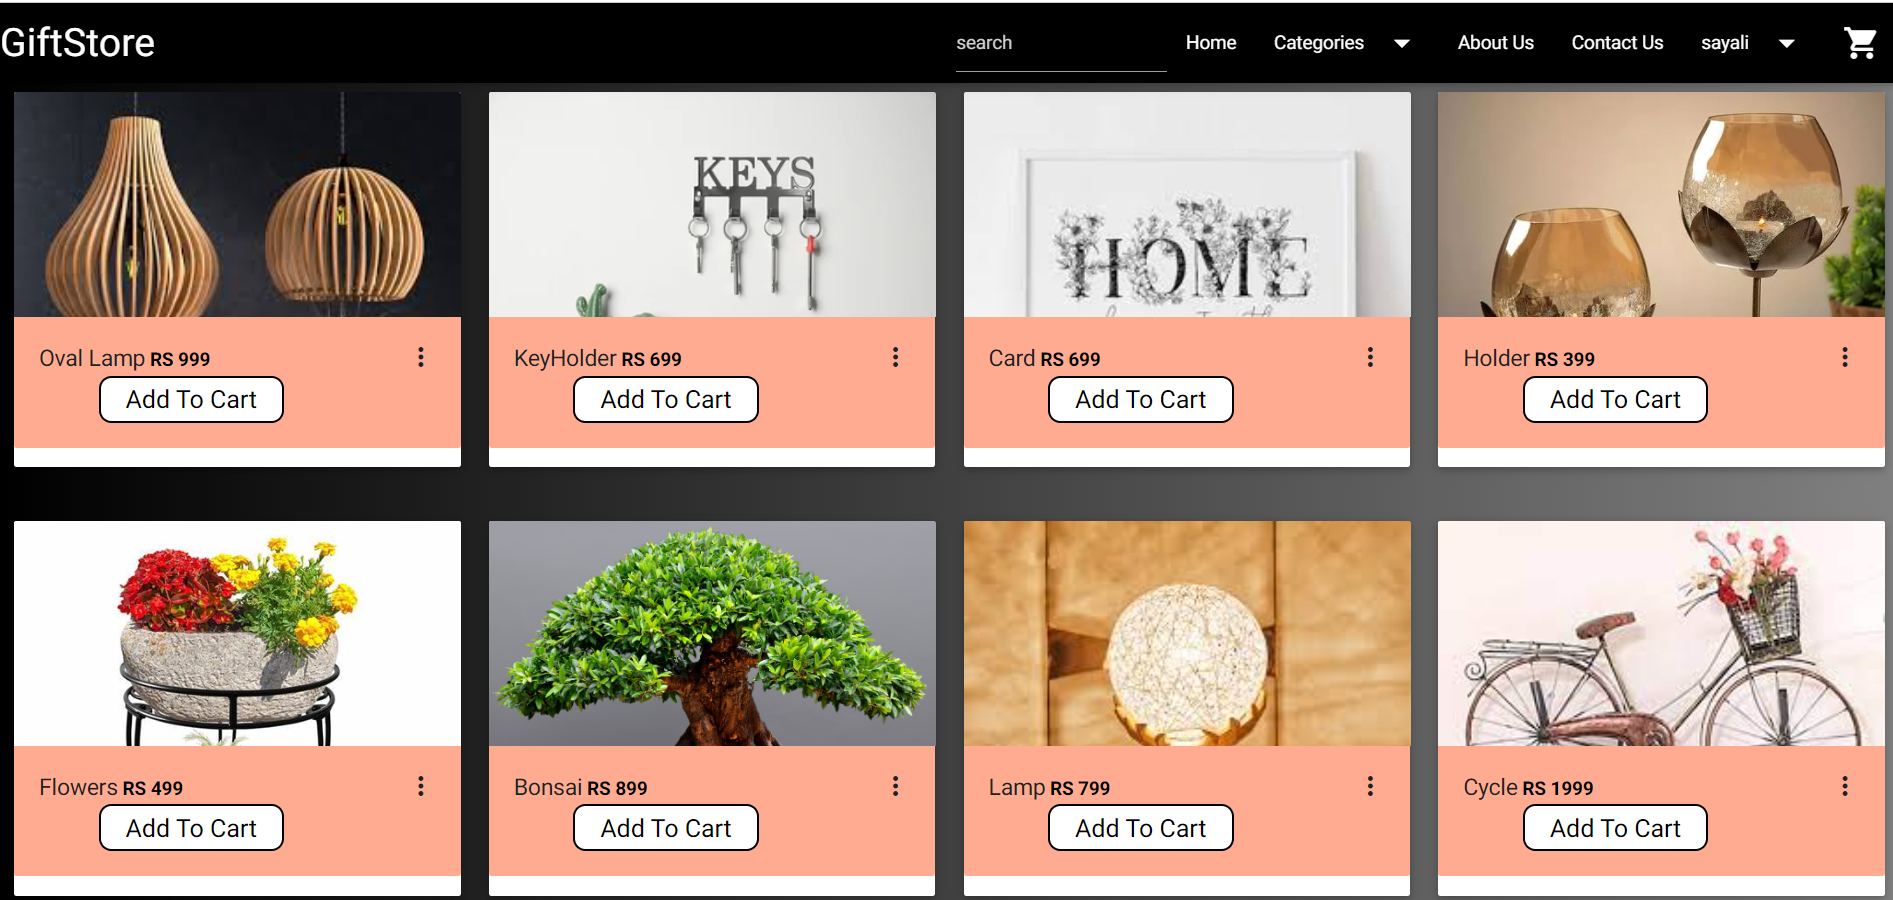 GiftStore
search Home Categories About Us Contact Us sayali
KEYS
HOME
Oval Lamp RS 999
KeyHolder RS 699
Card RS 699
Holder RS 399
Add To Cart
Add To Cart
Add To Cart
Add To Cart
Flowers RS 499
Bonsai RS 899
Lamp RS 799
Cycle RS 1999
Add To Cart
Add To Cart
Add To Cart
Add To Cart